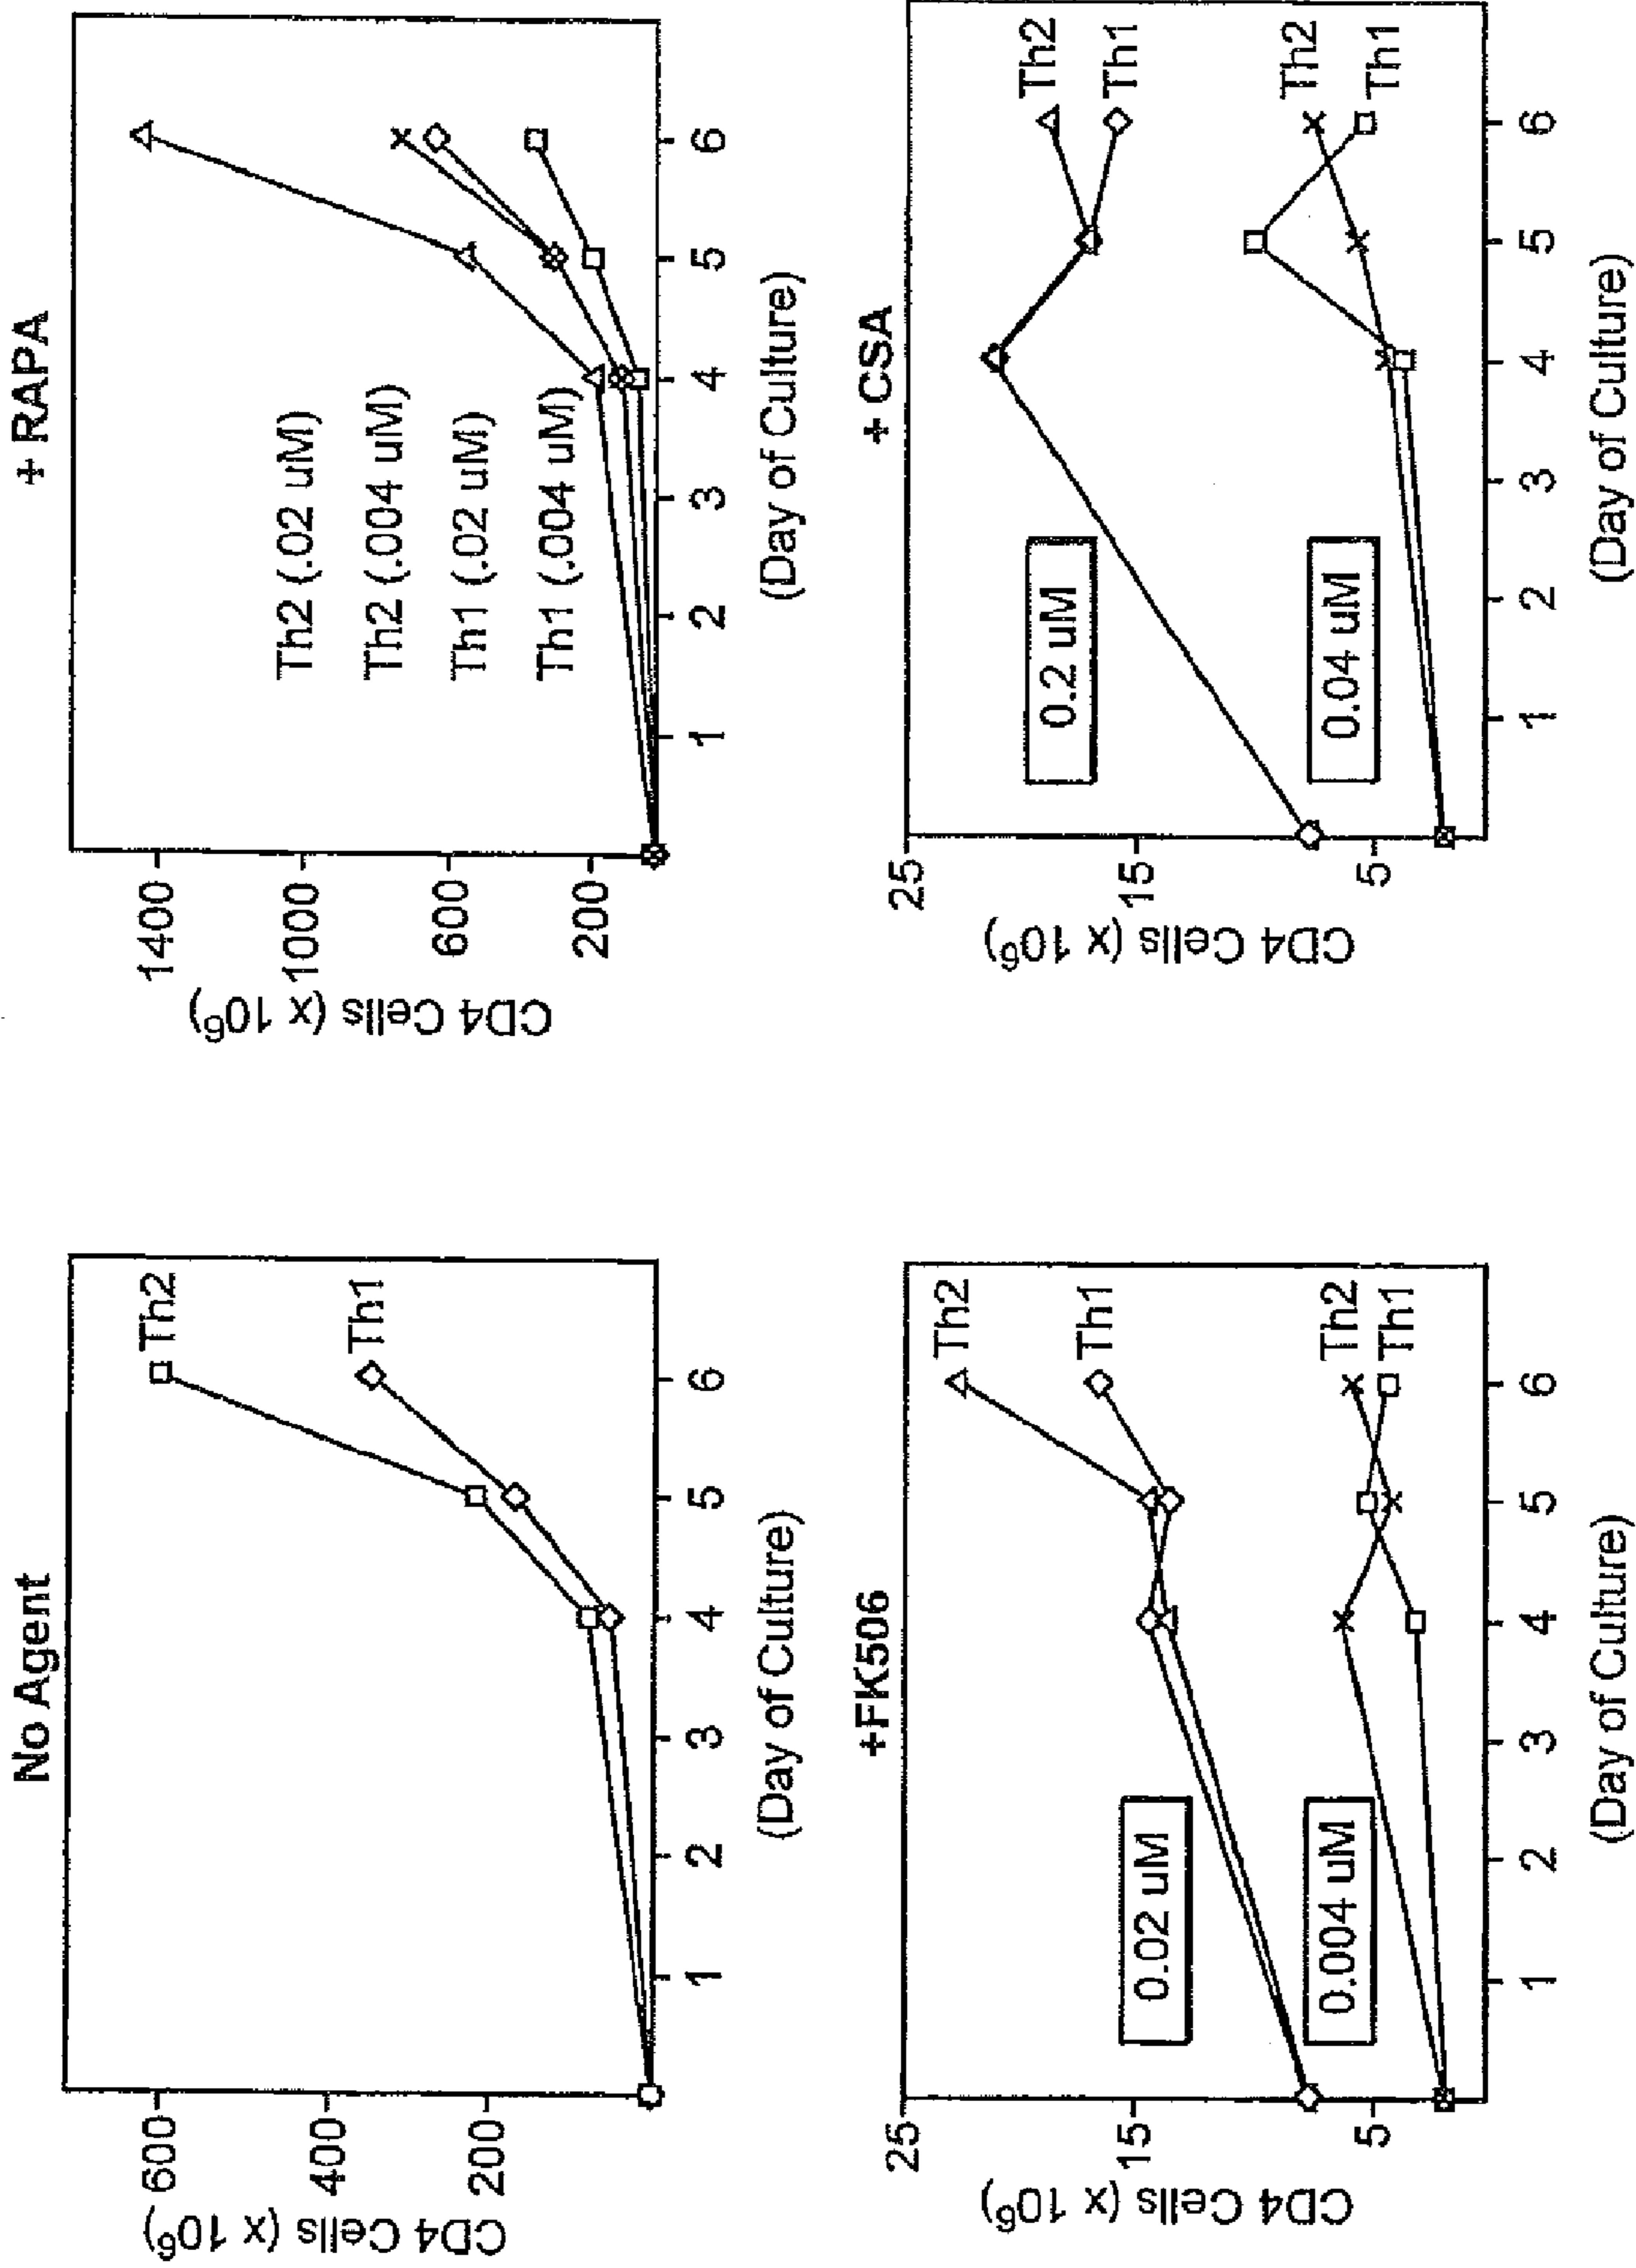 No Agent
CD4 Cells (x 10⁶)
600
400
200
Th2
Th1
1 2 3 4 5 6
(Day of Culture)
+ RAPA
CD4 Cells (x 10⁶)
1400
1000
600
200
Th2 (.02 uM)
Th2 (.004 uM)
Th1 (.02 uM)
Th1 (.004 uM)
1 2 3 4 5 6
(Day of Culture)
+FK506
CD4 Cells (x 10⁶)
25
15
5
Th2
Th1
0.02 uM
Th2
Th1
0.004 uM
1 2 3 4 5 6
(Day of Culture)
+ CSA
CD4 Cells (x 10⁶)
25
15
5
Th2
Th1
0.2 uM
Th2
Th1
0.04 uM
1 2 3 4 5 6
(Day of Culture)